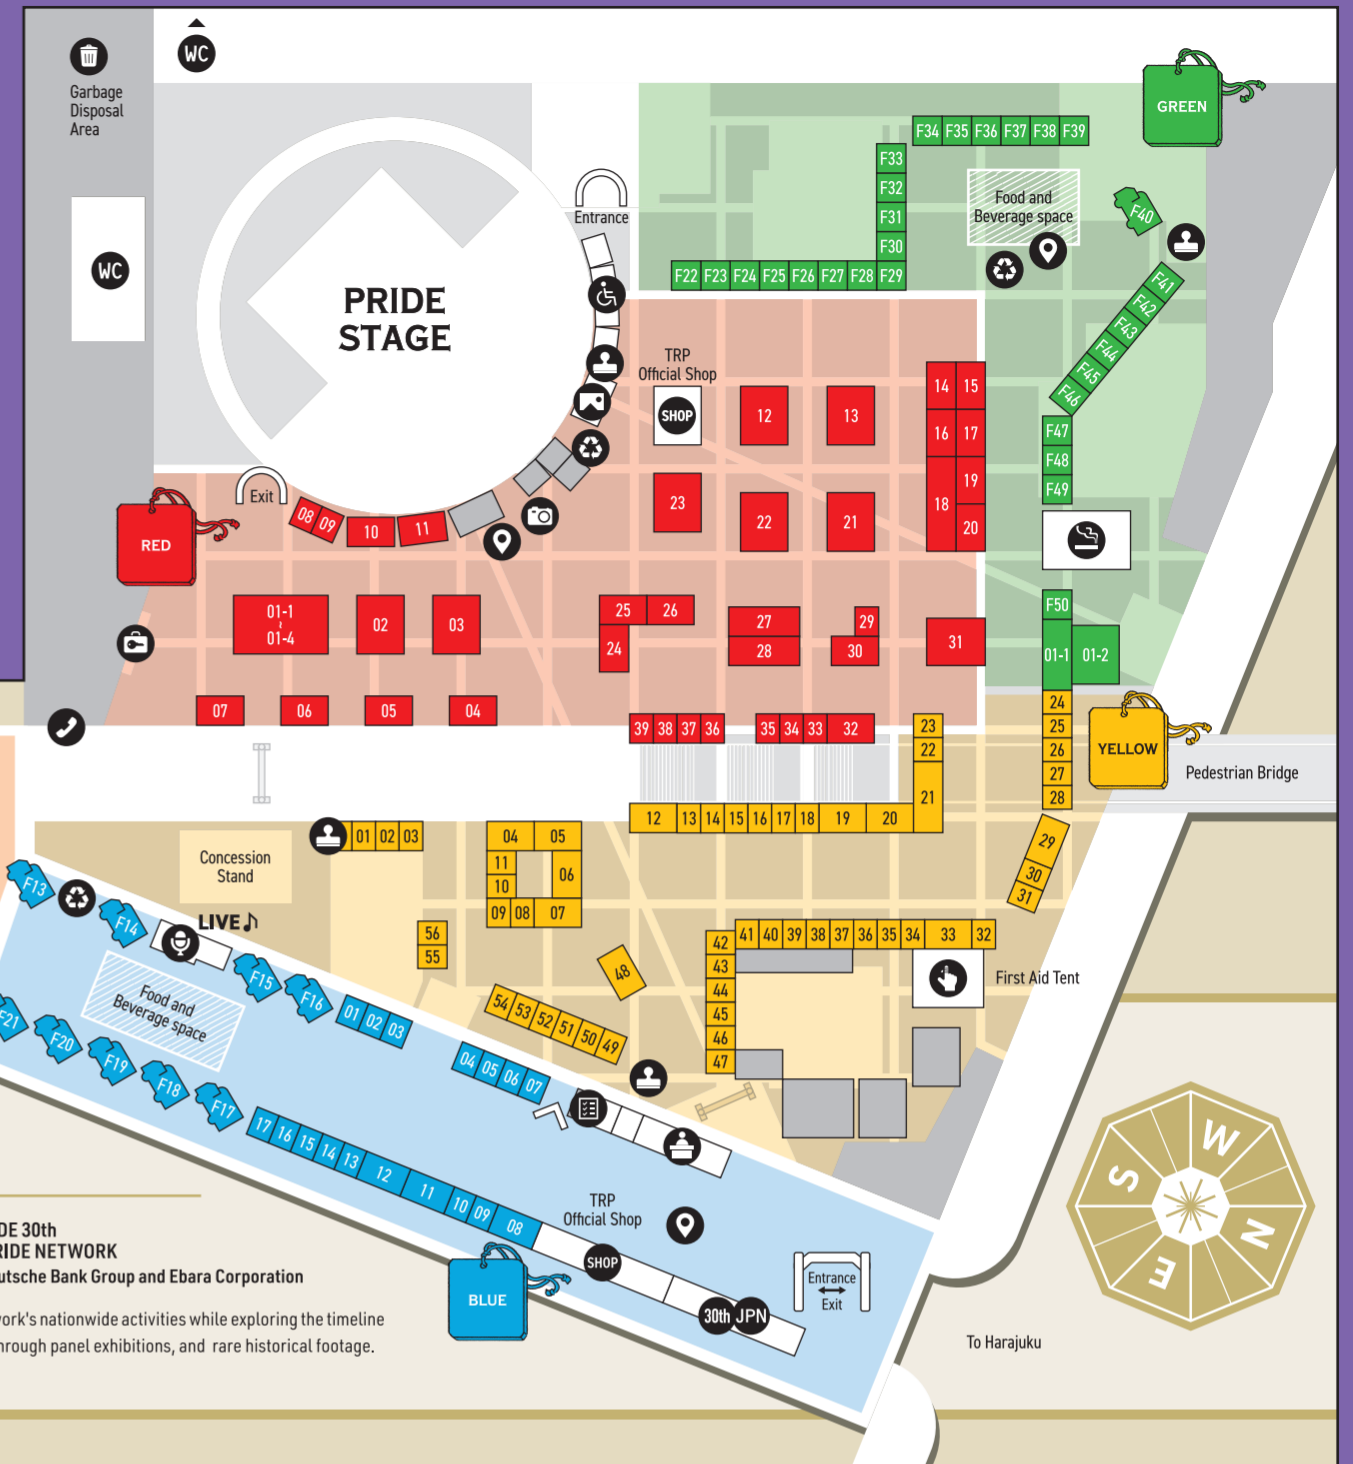 WC
Garbage
Disposal
Area
GREEN
F34 F35 F36 F37 F38 F39
F33
F32
F31
F30
F22 F23 F24 F25 F26 F27 F28 F29
Food and
Beverage space
F40
F41
F42
F43
F44
F45
F46
F47
F48
F49
F50
01-1 01-2
WC
Entrance
PRIDE
STAGE
Exit
TRP
Official Shop
SHOP
12
13
14 15
16 17
18
19
20
23
22
21
RED
08 09
10
11
01-1
~
01-4
02
03
25 26
24
27
28
29
30
31
07
06
05
04
39 38 37 36
35 34 33 32
23
22
21
24
25
26
27
28
YELLOW
Pedestrian Bridge
12 13 14 15 16 17 18 19 20
29
30
31
Concession
Stand
01 02 03
04 05
11
10
06
09 08 07
56
55
48
54 53 52 51 50 49
42
43
44
45
46
47
41 40 39 38 37 36 35 34 33 32
First Aid Tent
F13
F14
LIVE♪
F15
F16
01 02 03
04 05 06 07
Food and
Beverage space
F21
F20
F19
F18
F17
17 16 15 14 13 12 11 10 09 08
TRP
Official Shop
SHOP
30th JPN
Entrance
Exit
BLUE
W
S
N
E
To Harajuku
DE 30th
RIDE NETWORK
utsche Bank Group and Ebara Corporation
work's nationwide activities while exploring the timeline
hrough panel exhibitions, and rare historical footage.